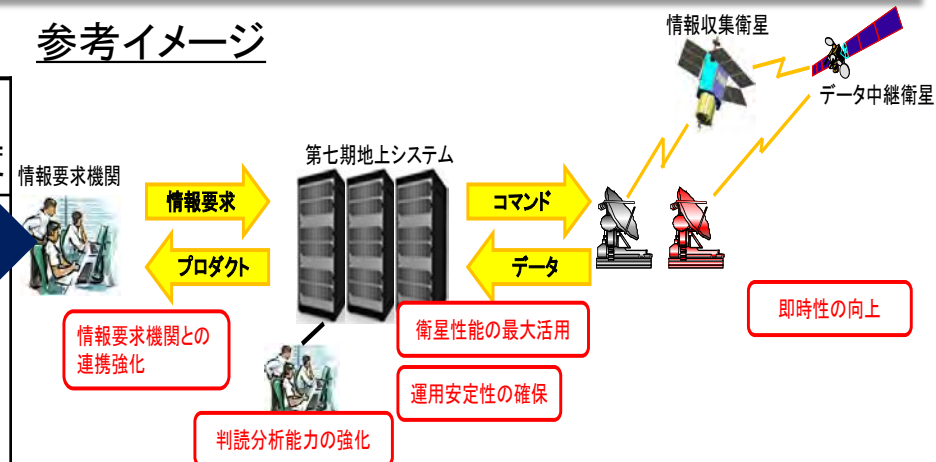 参考イメージ
情報収集衛星
データ中継衛星
第七期地上システム
情報要求機関
情報要求
コマンド
プロダクト
データ
即時性の向上
衛星性能の最大活用
情報要求機関との
連携強化
運用安定性の確保
判読分析能力の強化